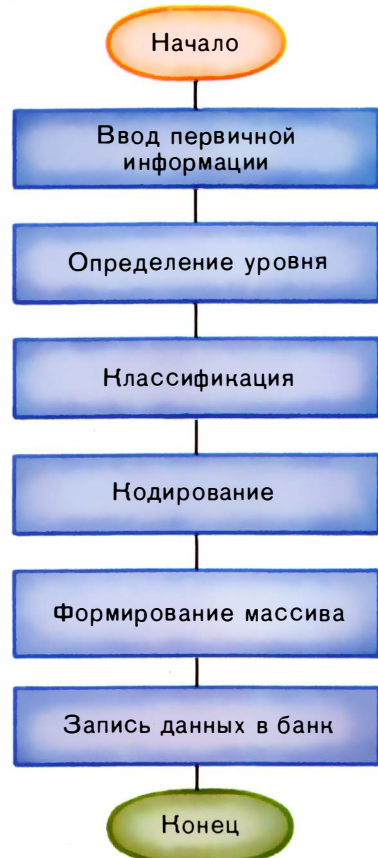 Начало
Ввод первичной
информации
Определение уровня
Классификация
Кодирование
Формирование массива
Запись данных в банк
Конец